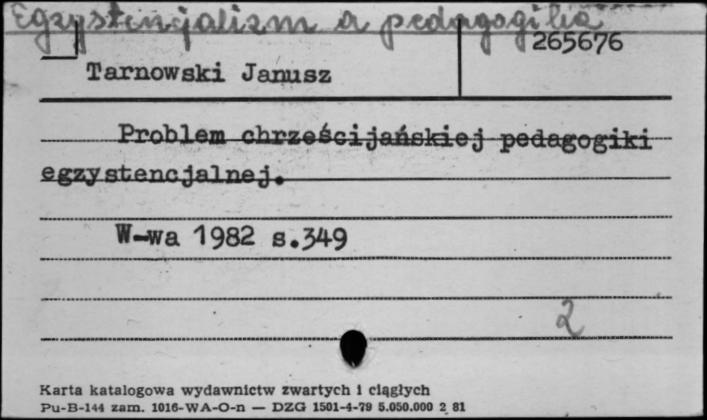 Egzystencjalizm a pedagogika
265676
Tarnowski Janusz
Problem chrześcijańskiej pedagogiki
egzystencjalnej.
W-wa 1982 s.349
2
Karta katalogowa wydawnictw zwartych i ciągłych
Pu-B-144 zam. 1016-WA-O-n — DZG 1501-4-79 5.050.000 2 81